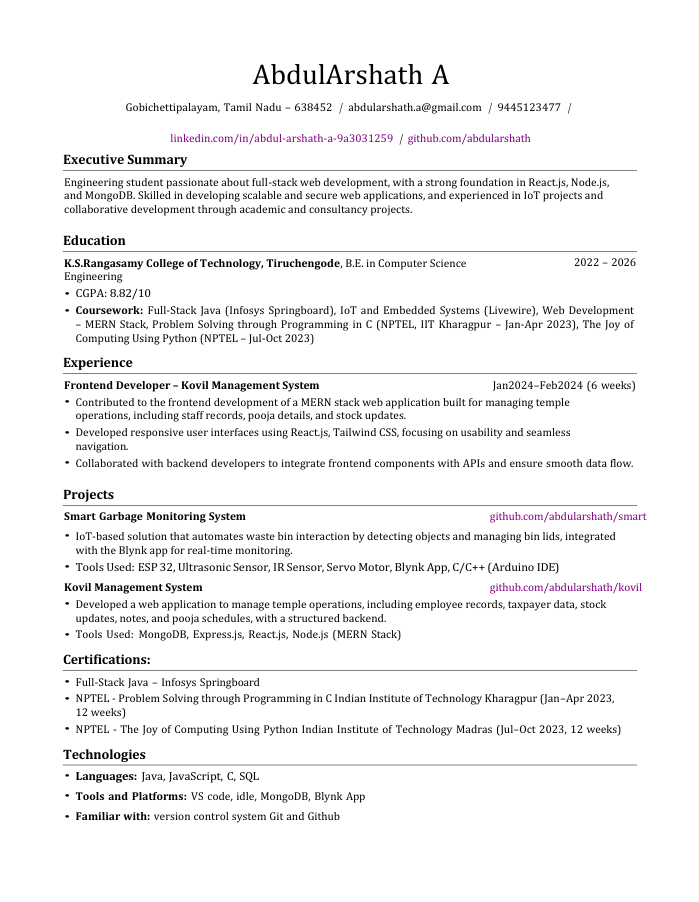 AbdulArshath A
Gobichettipalayam, Tamil Nadu – 638452 / abdularshath.a@gmail.com / 9445123477 /
linkedin.com/in/abdul-arshath-a-9a3031259 / github.com/abdularshath
Executive Summary
Engineering student passionate about full-stack web development, with a strong foundation in React.js, Node.js,
and MongoDB. Skilled in developing scalable and secure web applications, and experienced in IoT projects and
collaborative development through academic and consultancy projects.
Education
K.S.Rangasamy College of Technology, Tiruchengode, B.E. in Computer Science 2022 – 2026
Engineering
• CGPA: 8.82/10
• Coursework: Full-Stack Java (Infosys Springboard), IoT and Embedded Systems (Livewire), Web Development
– MERN Stack, Problem Solving through Programming in C (NPTEL, IIT Kharagpur – Jan-Apr 2023), The Joy of
Computing Using Python (NPTEL – Jul-Oct 2023)
Experience
Frontend Developer – Kovil Management System Jan2024–Feb2024 (6 weeks)
• Contributed to the frontend development of a MERN stack web application built for managing temple
operations, including staff records, pooja details, and stock updates.
• Developed responsive user interfaces using React.js, Tailwind CSS, focusing on usability and seamless
navigation.
• Collaborated with backend developers to integrate frontend components with APIs and ensure smooth data flow.
Projects
Smart Garbage Monitoring System github.com/abdularshath/smart
• IoT-based solution that automates waste bin interaction by detecting objects and managing bin lids, integrated
with the Blynk app for real-time monitoring.
• Tools Used: ESP 32, Ultrasonic Sensor, IR Sensor, Servo Motor, Blynk App, C/C++ (Arduino IDE)
Kovil Management System github.com/abdularshath/kovil
• Developed a web application to manage temple operations, including employee records, taxpayer data, stock
updates, notes, and pooja schedules, with a structured backend.
• Tools Used: MongoDB, Express.js, React.js, Node.js (MERN Stack)
Certifications:
• Full-Stack Java – Infosys Springboard
• NPTEL - Problem Solving through Programming in C Indian Institute of Technology Kharagpur (Jan–Apr 2023,
12 weeks)
• NPTEL - The Joy of Computing Using Python Indian Institute of Technology Madras (Jul–Oct 2023, 12 weeks)
Technologies
• Languages: Java, JavaScript, C, SQL
• Tools and Platforms: VS code, idle, MongoDB, Blynk App
• Familiar with: version control system Git and Github